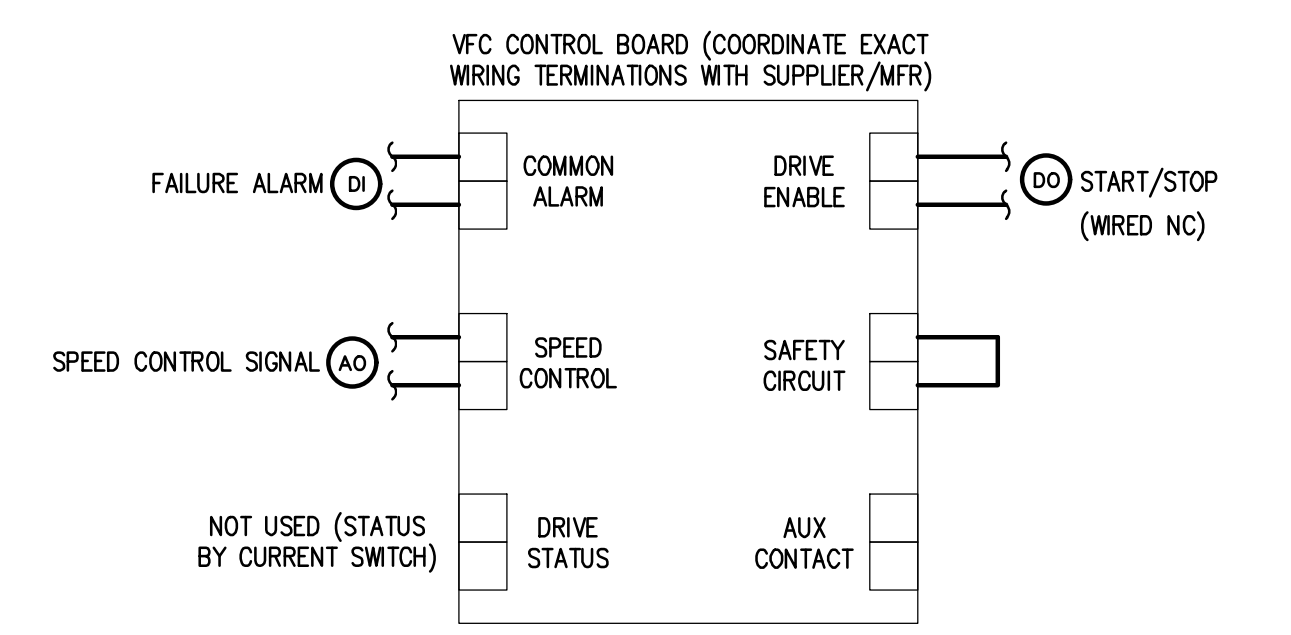 VFC CONTROL BOARD (COORDINATE EXACT
WIRING TERMINATIONS WITH SUPPLIER/MFR)
FAILURE ALARM DI
COMMON
ALARM
DRIVE
ENABLE
DO START/STOP
(WIRED NC)
SPEED CONTROL SIGNAL AO
SPEED
CONTROL
SAFETY
CIRCUIT
NOT USED (STATUS
BY CURRENT SWITCH)
DRIVE
STATUS
AUX
CONTACT